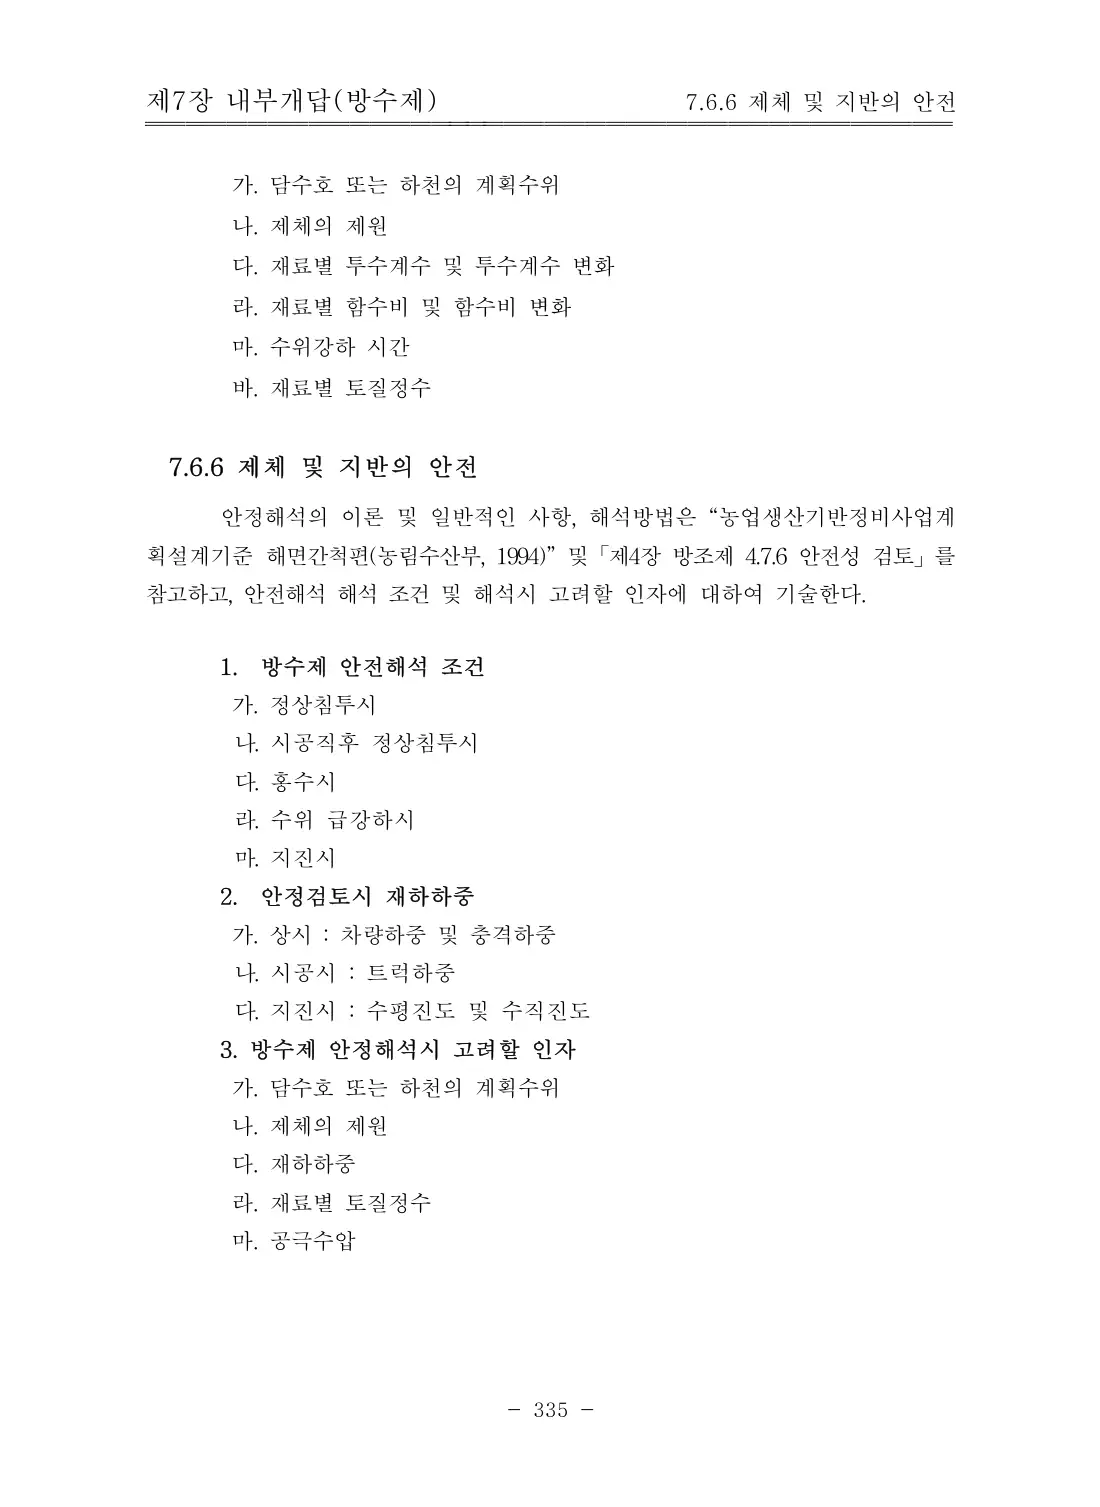 제7장 내부개답(방수제)
7.6.6 제체 및 지반의 안전
가. 담수호 또는 하천의 계획수위
나. 제체의 제원
다. 재료별 투수계수 및 투수계수 변화
라. 재료별 함수비 및 함수비 변화
마. 수위강하 시간
바. 재료별 토질정수
7.6.6 제체 및 지반의 안전
안정해석의 이론 및 일반적인 사항, 해석방법은 “농업생산기반정비사업계
획설계기준 해면간척편(농림수산부, 1994)” 및「제4장 방조제 4.7.6 안전성 검토」를
참고하고, 안전해석 해석 조건 및 해석시 고려할 인자에 대하여 기술한다.
1. 방수제 안전해석 조건
가. 정상침투시
나. 시공직후 정상침투시
다. 홍수시
라. 수위 급강하시
마. 지진시
2. 안정검토시 재하하중
가. 상시 : 차량하중 및 충격하중
나. 시공시 : 트럭하중
다. 지진시 : 수평진도 및 수직진도
3. 방수제 안정해석시 고려할 인자
가. 담수호 또는 하천의 계획수위
나. 제체의 제원
다. 재하하중
라. 재료별 토질정수
마. 공극수압
- 335 -